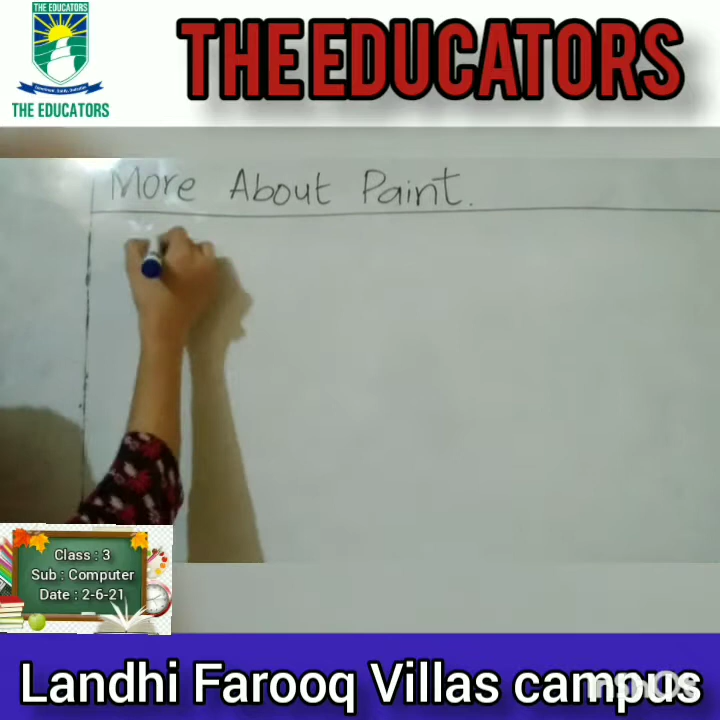 THE EDUCATORS
THE EDUCATORS
THE EDUCATORS
More About Paint.
Class : 3
Sub : Computer
Date : 2-6-21
Landhi Farooq Villas campus